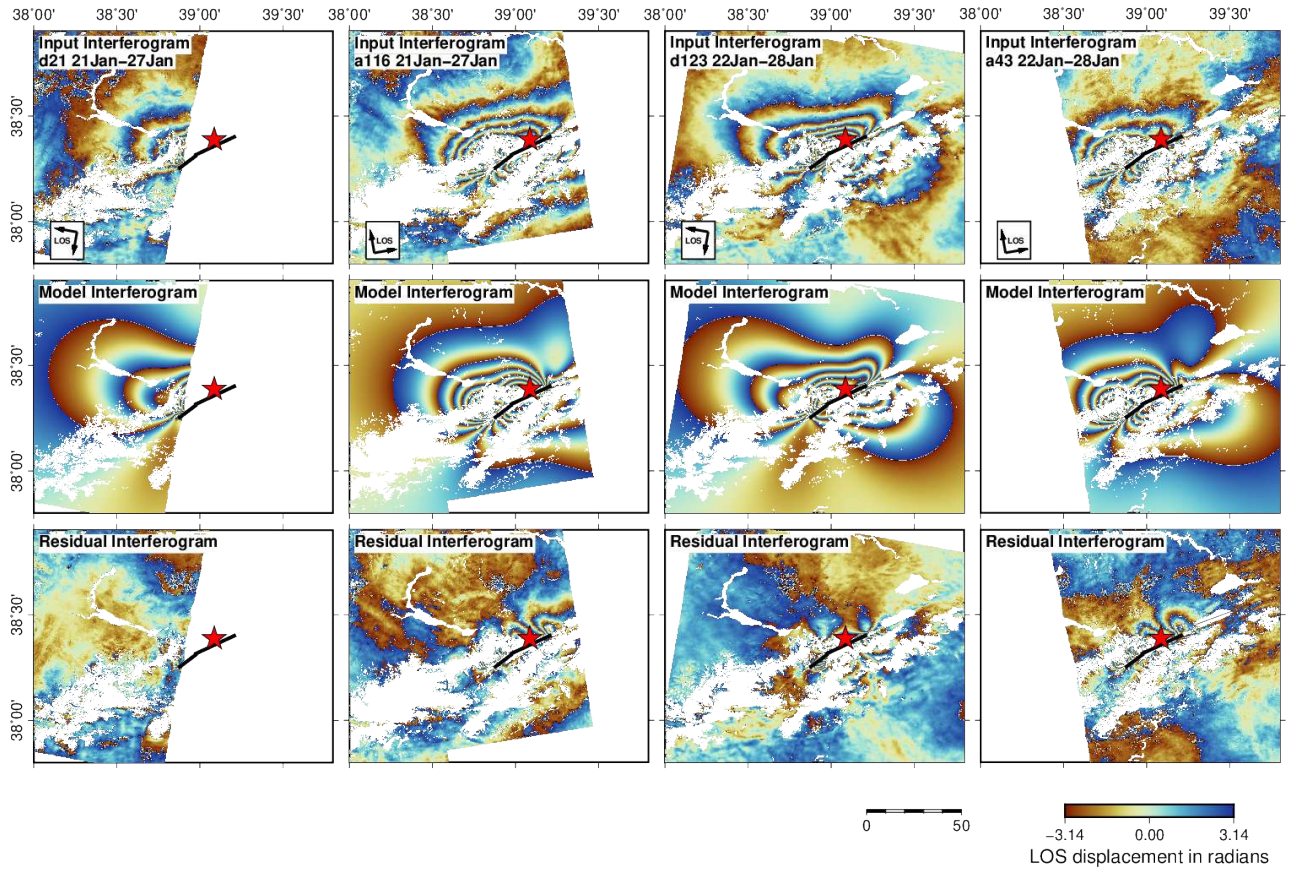 38˚00' 38˚30' 39˚00' 39˚30' 38˚00' 38˚30' 39˚00' 39˚30' 38˚00' 38˚30' 39˚00' 39˚30' 38˚00' 38˚30' 39˚00' 39˚30'
Input Interferogram
d21 21Jan−27Jan
Input Interferogram
a116 21Jan−27Jan
Input Interferogram
d123 22Jan−28Jan
Input Interferogram
a43 22Jan−28Jan
38˚30'
38˚00'
LOS
LOS
LOS
LOS
Model Interferogram
Model Interferogram
Model Interferogram
Model Interferogram
38˚30'
38˚00'
Residual Interferogram
Residual Interferogram
Residual Interferogram
Residual Interferogram
38˚30'
38˚00'
0 50
−3.14 0.00 3.14
LOS displacement in radians